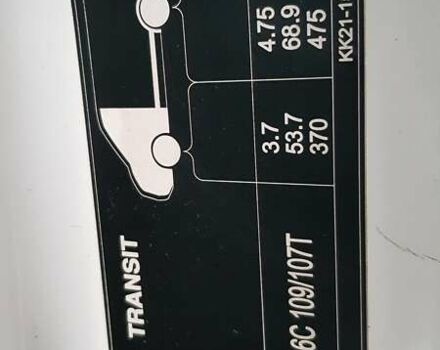 TRANSIT
6C 109/107T
3.7 4.75
53.7 68.9
370 475
KK21-1